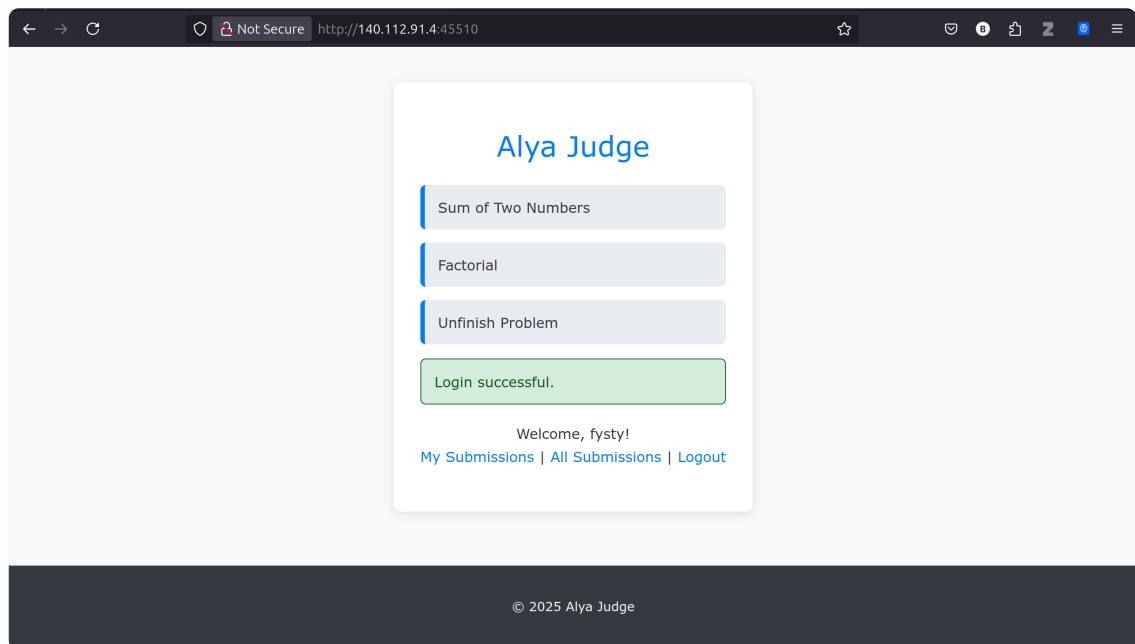 Not Secure http://140.112.91.4:45510
Alya Judge
Sum of Two Numbers
Factorial
Unfinish Problem
Login successful.
Welcome, fysty!
My Submissions | All Submissions | Logout
© 2025 Alya Judge